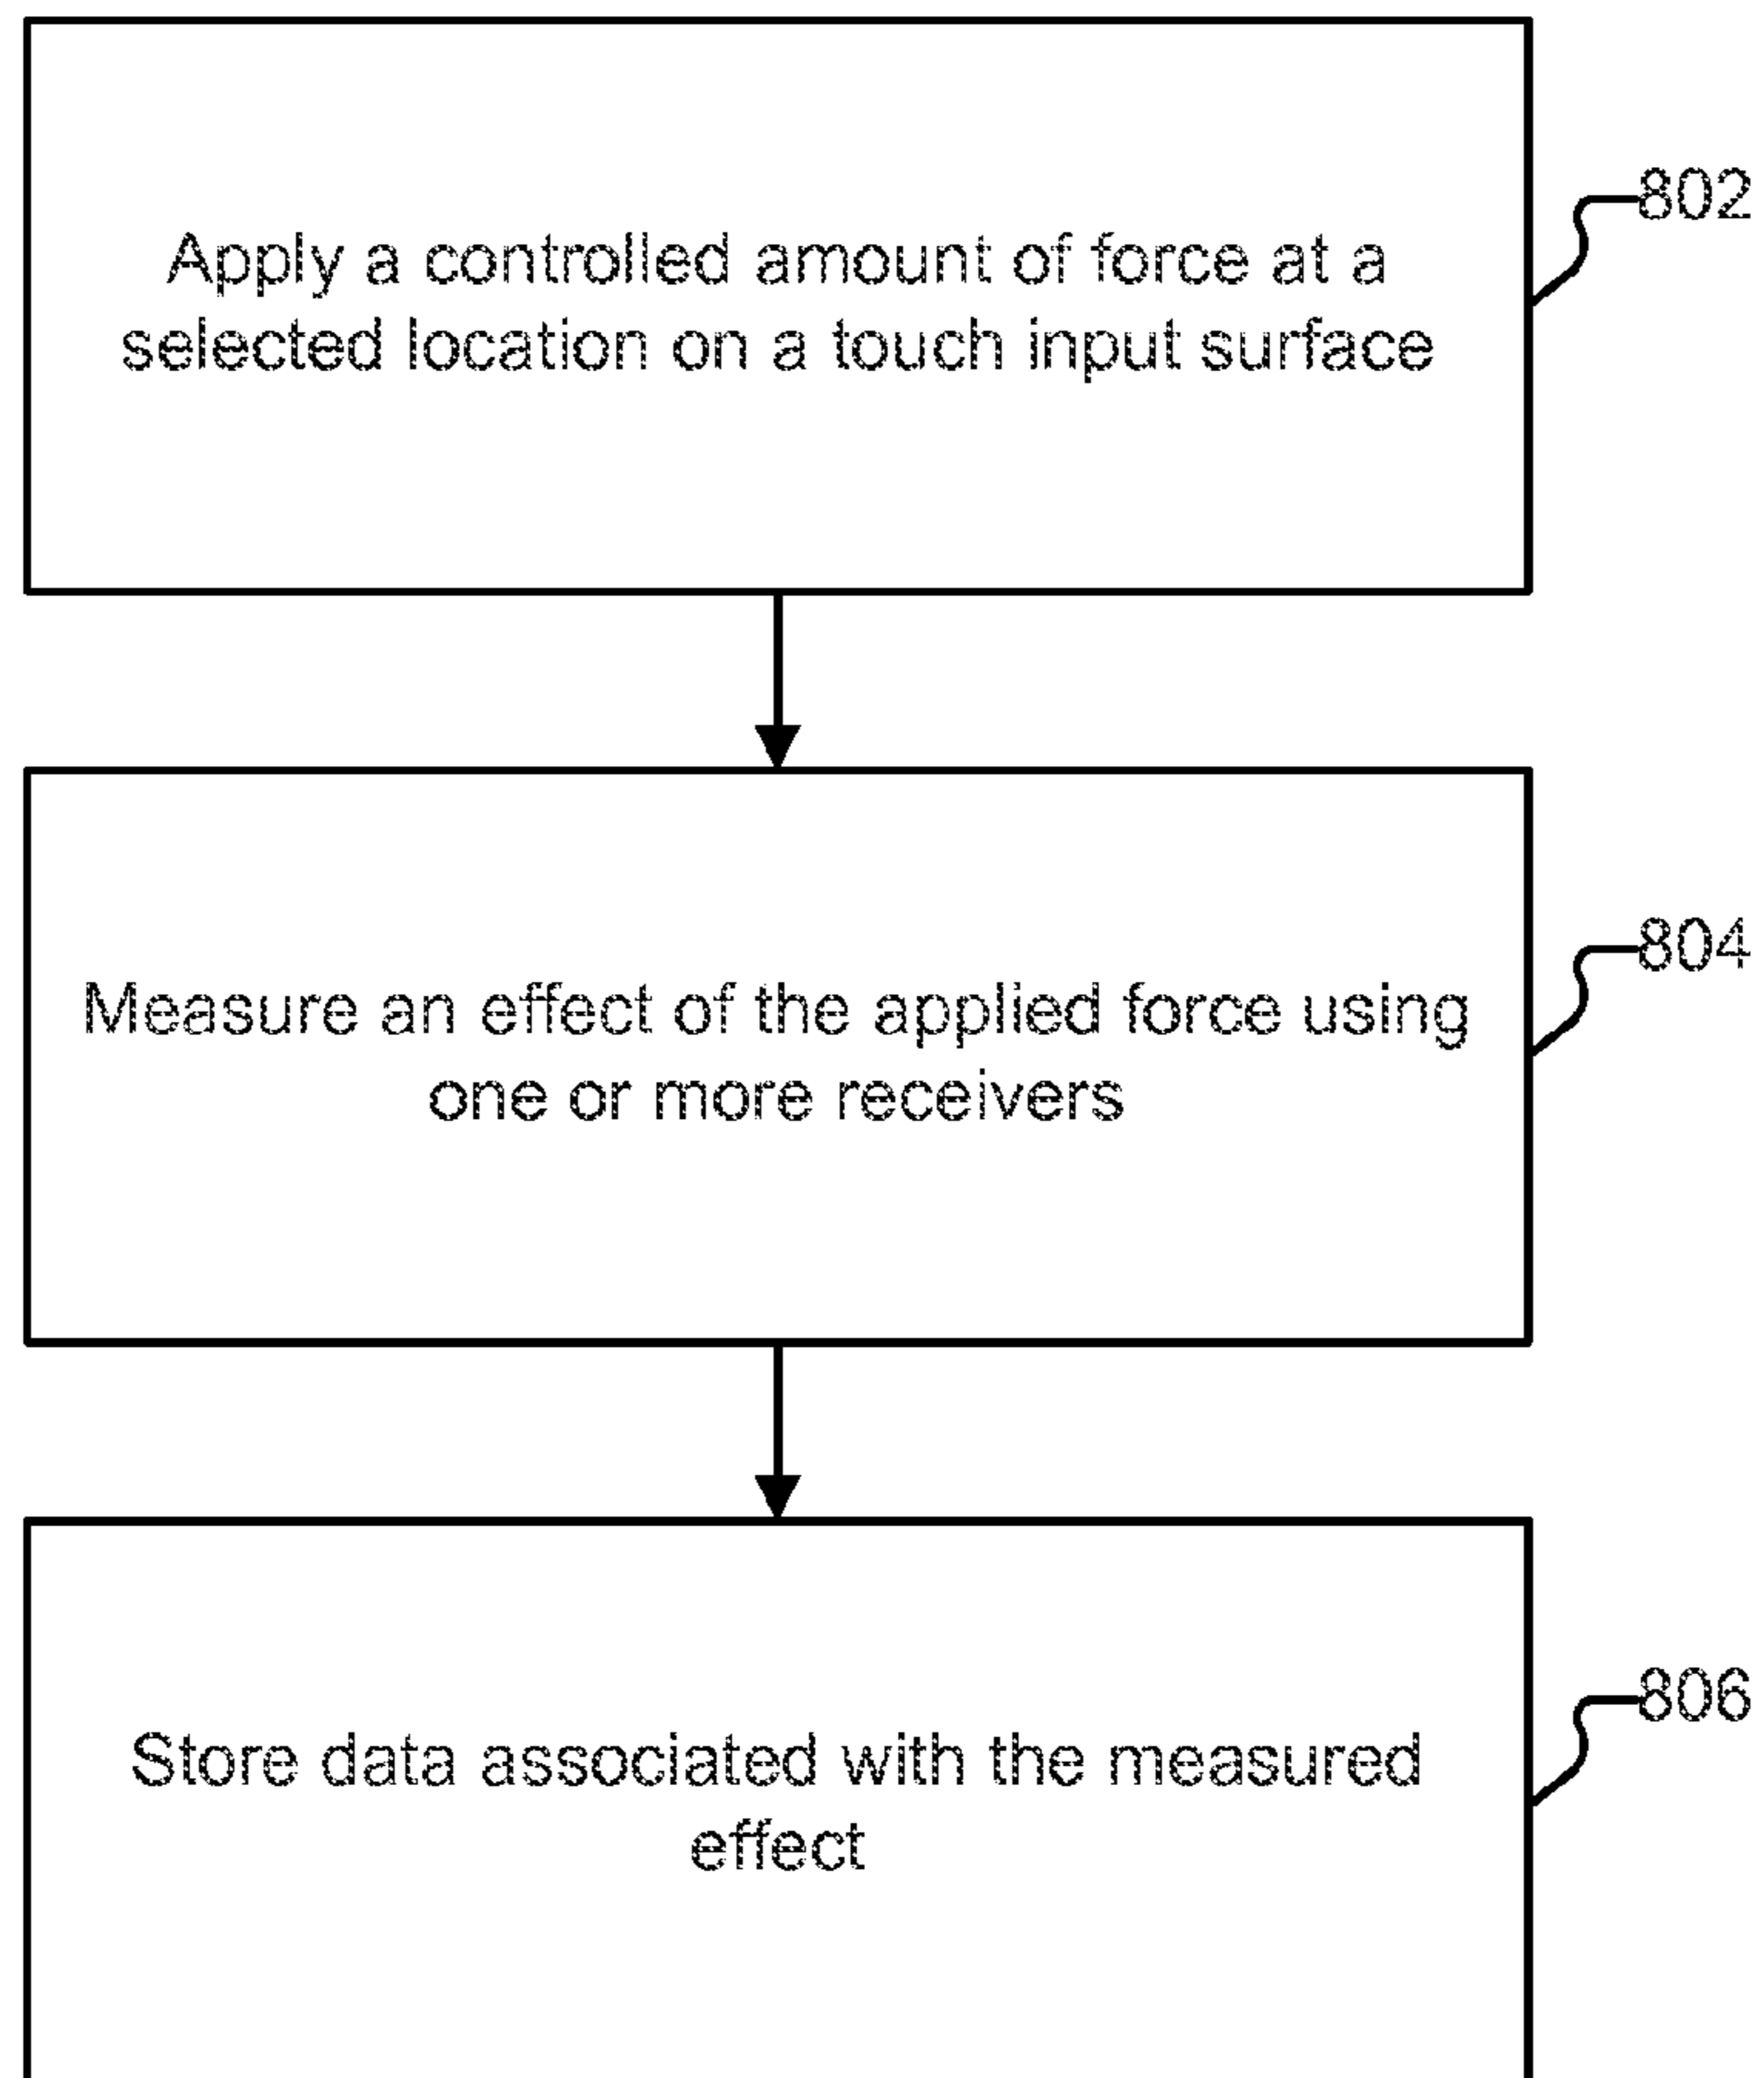 802
Apply a controlled amount of force at a
selected location on a touch input surface
804
Measure an effect of the applied force using
one or more receivers
806
Store data associated with the measured
effect